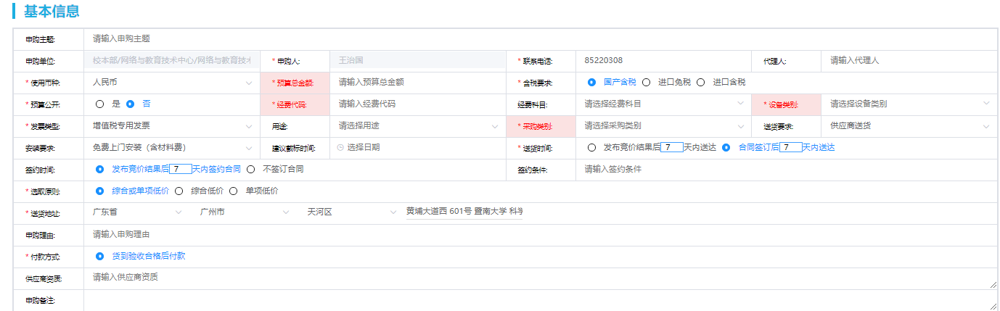 基本信息
申购主题: 请输入申购主题
申购单位: 校本部/网络与教育技术中心/网络与教育技术 * 申购人: 王治国 * 联系电话: 85220308 代理人: 请输入代理人
* 使用币种: 人民币 * 预算总金额: 请输入预算总金额 * 含税要求: 国产含税 进口免税 进口含税
* 预算公开: 是 否 * 经费代码: 请输入经费代码 经费科目: 请选择经费科目 * 设备类别: 请选择设备类别
* 发票类型: 增值税专用发票 用途: 请选择用途 * 采购类别: 请选择采购类别 送货要求: 供应商送货
安装要求: 免费上门安装（含材料费） 建议截标时间: 选择日期 * 送货时间: 发布竞价结果后 7 天内送达 合同签订后 7 天内送达
签约时间: 发布竞价结果后 7 天内签约合同 不签订合同 签约条件: 请输入签约条件
* 选取原则: 综合或单项低价 综合低价 单项低价
* 送货地址: 广东省 广州市 天河区 黄埔大道西 601号 暨南大学 科学
申购理由: 请输入申购理由
* 付款方式: 货到验收合格后付款
供应商资质: 请输入供应商资质
申购备注: